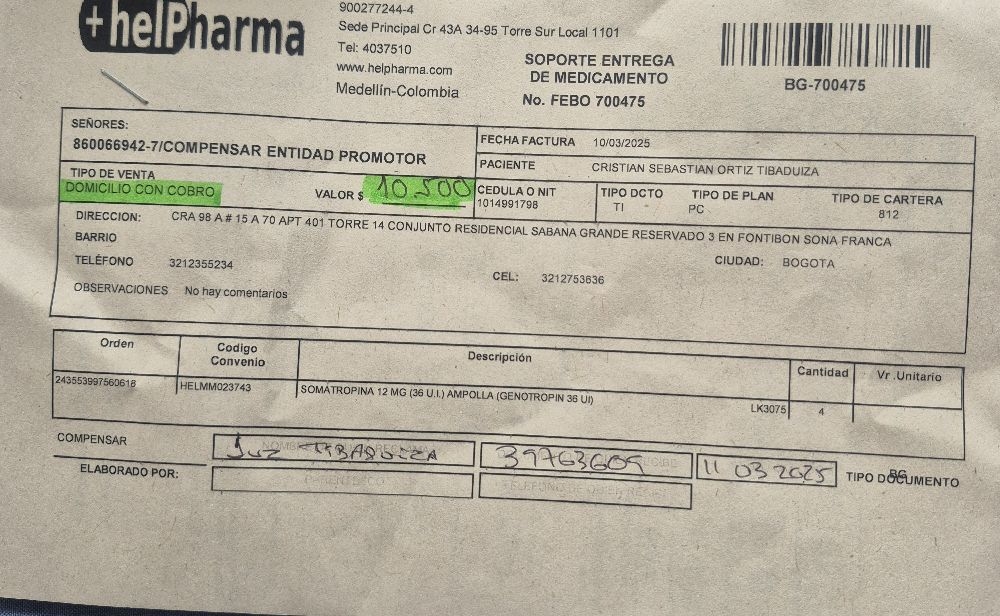 +helPharma
900277244-4
Sede Principal Cr 43A 34-95 Torre Sur Local 1101
Tel: 4037510
www.helpharma.com
Medellín-Colombia
SOPORTE ENTREGA
DE MEDICAMENTO
No. FEBO 700475
BG-700475
SEÑORES:
860066942-7/COMPENSAR ENTIDAD PROMOTOR
FECHA FACTURA 10/03/2025
PACIENTE CRISTIAN SEBASTIAN ORTIZ TIBADUIZA
TIPO DE VENTA
DOMICILIO CON COBRO
VALOR $ 10.500
CEDULA O NIT
1014991798
TIPO DCTO
TI
TIPO DE PLAN
PC
TIPO DE CARTERA
812
DIRECCION: CRA 98 A # 15 A 70 APT 401 TORRE 14 CONJUNTO RESIDENCIAL SABANA GRANDE RESERVADO 3 EN FONTIBON SONA FRANCA
BARRIO
CIUDAD: BOGOTA
TELÉFONO 3212355234
CEL: 3212753636
OBSERVACIONES No hay comentarios
Orden Codigo Convenio Descripción Cantidad Vr .Unitario
243553997560618 HELMM023743 SOMATROPINA 12 MG (36 U.I.) AMPOLLA (GENOTROPIN 36 UI) LK3075 4
COMPENSAR
39763609 11 03 2025
TIPO DOCUMENTO BG
ELABORADO POR:
PARENTESCO